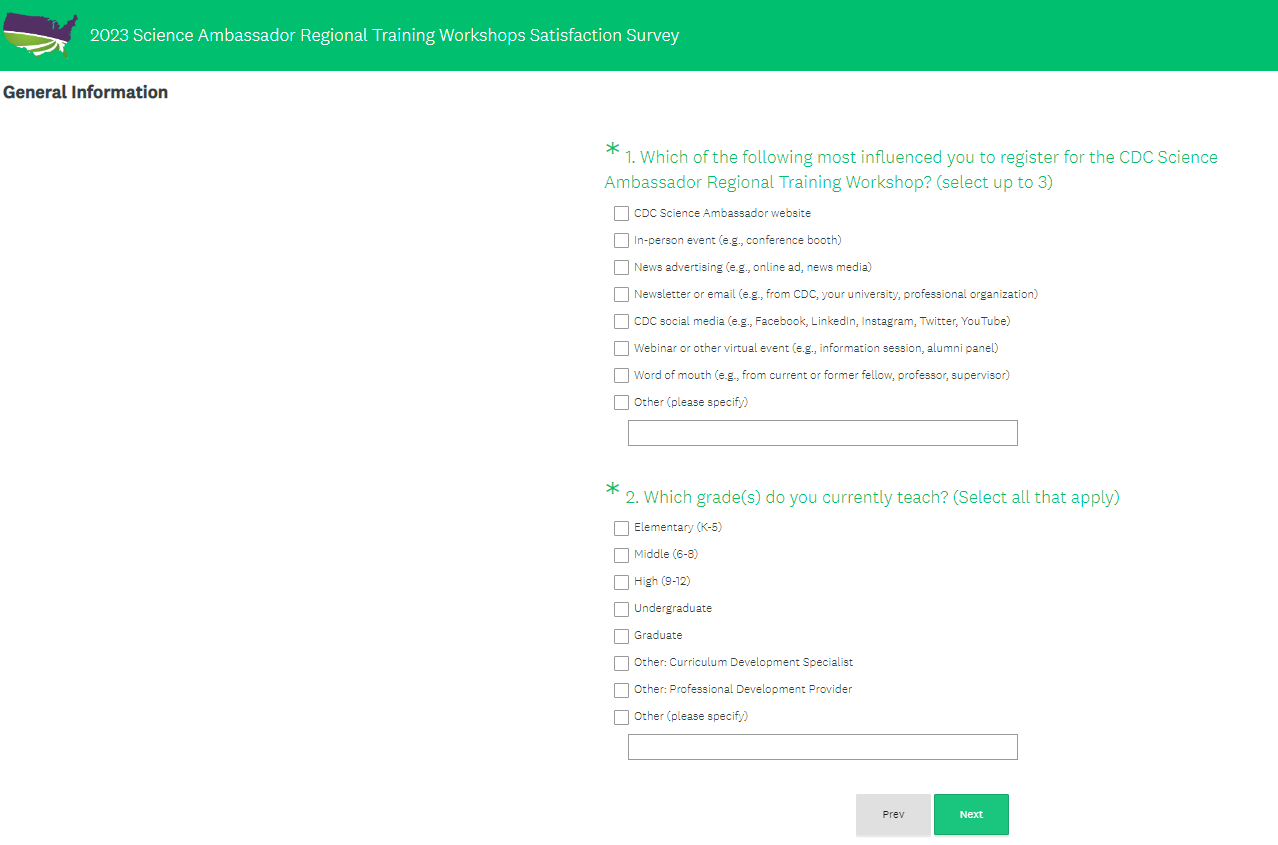 2023 Science Ambassador Regional Training Workshops Satisfaction Survey
General Information
* 1. Which of the following most influenced you to register for the CDC Science
Ambassador Regional Training Workshop? (select up to 3)
CDC Science Ambassador website
In-person event (e.g., conference booth)
News advertising (e.g., online ad, news media)
Newsletter or email (e.g., from CDC, your university, professional organization)
CDC social media (e.g., Facebook, LinkedIn, Instagram, Twitter, YouTube)
Webinar or other virtual event (e.g., information session, alumni panel)
Word of mouth (e.g., from current or former fellow, professor, supervisor)
Other (please specify)
* 2. Which grade(s) do you currently teach? (Select all that apply)
Elementary (K-5)
Middle (6-8)
High (9-12)
Undergraduate
Graduate
Other: Curriculum Development Specialist
Other: Professional Development Provider
Other (please specify)
Prev Next